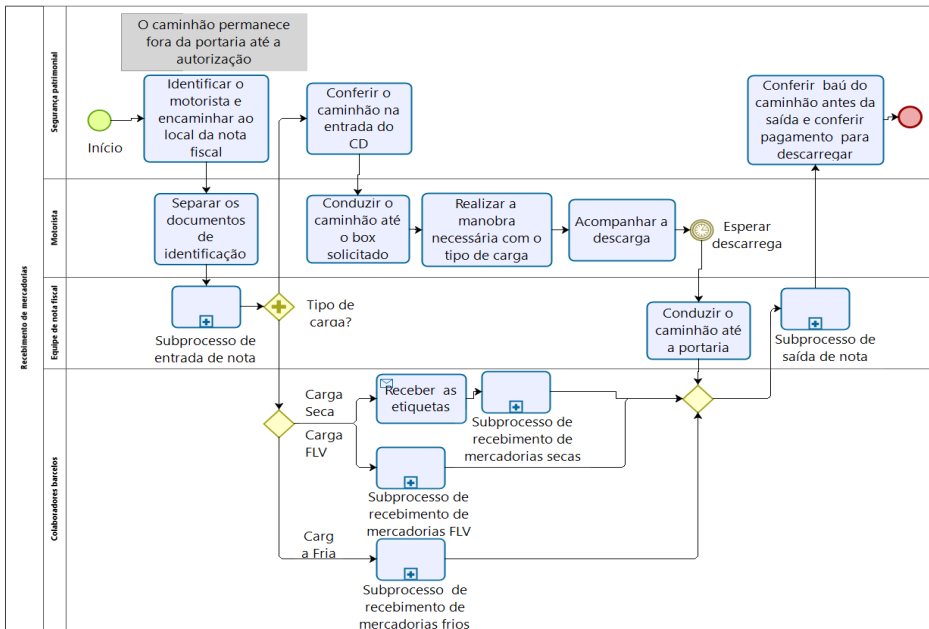 Recebimento de mercadorias
Segurança patrimonial
O caminhão permanece
fora da portaria até a
autorização
Início
Identificar o
motorista e
encaminhar ao
local da nota
fiscal
Conferir o
caminhão na
entrada do
CD
Conferir baú do
caminhão antes da
saída e conferir
pagamento para
descarregar
Motorista
Separar os
documentos
de
identificação
Conduzir o
caminhão até
o box
solicitado
Realizar a
manobra
necessária com o
tipo de carga
Acompanhar a
descarga
Esperar
descarrega
Equipe de nota fiscal
Subprocesso de
entrada de nota
Tipo de
carga?
Conduzir o
caminhão até
a portaria
Subprocesso de
saída de nota
Colaboradores barcelos
Carga
Seca
Carga
FLV
Receber as
etiquetas
Subprocesso de
recebimento de
mercadorias secas
Subprocesso de
recebimento de
mercadorias FLV
Carg
a Fria
Subprocesso de
recebimento de
mercadorias frios